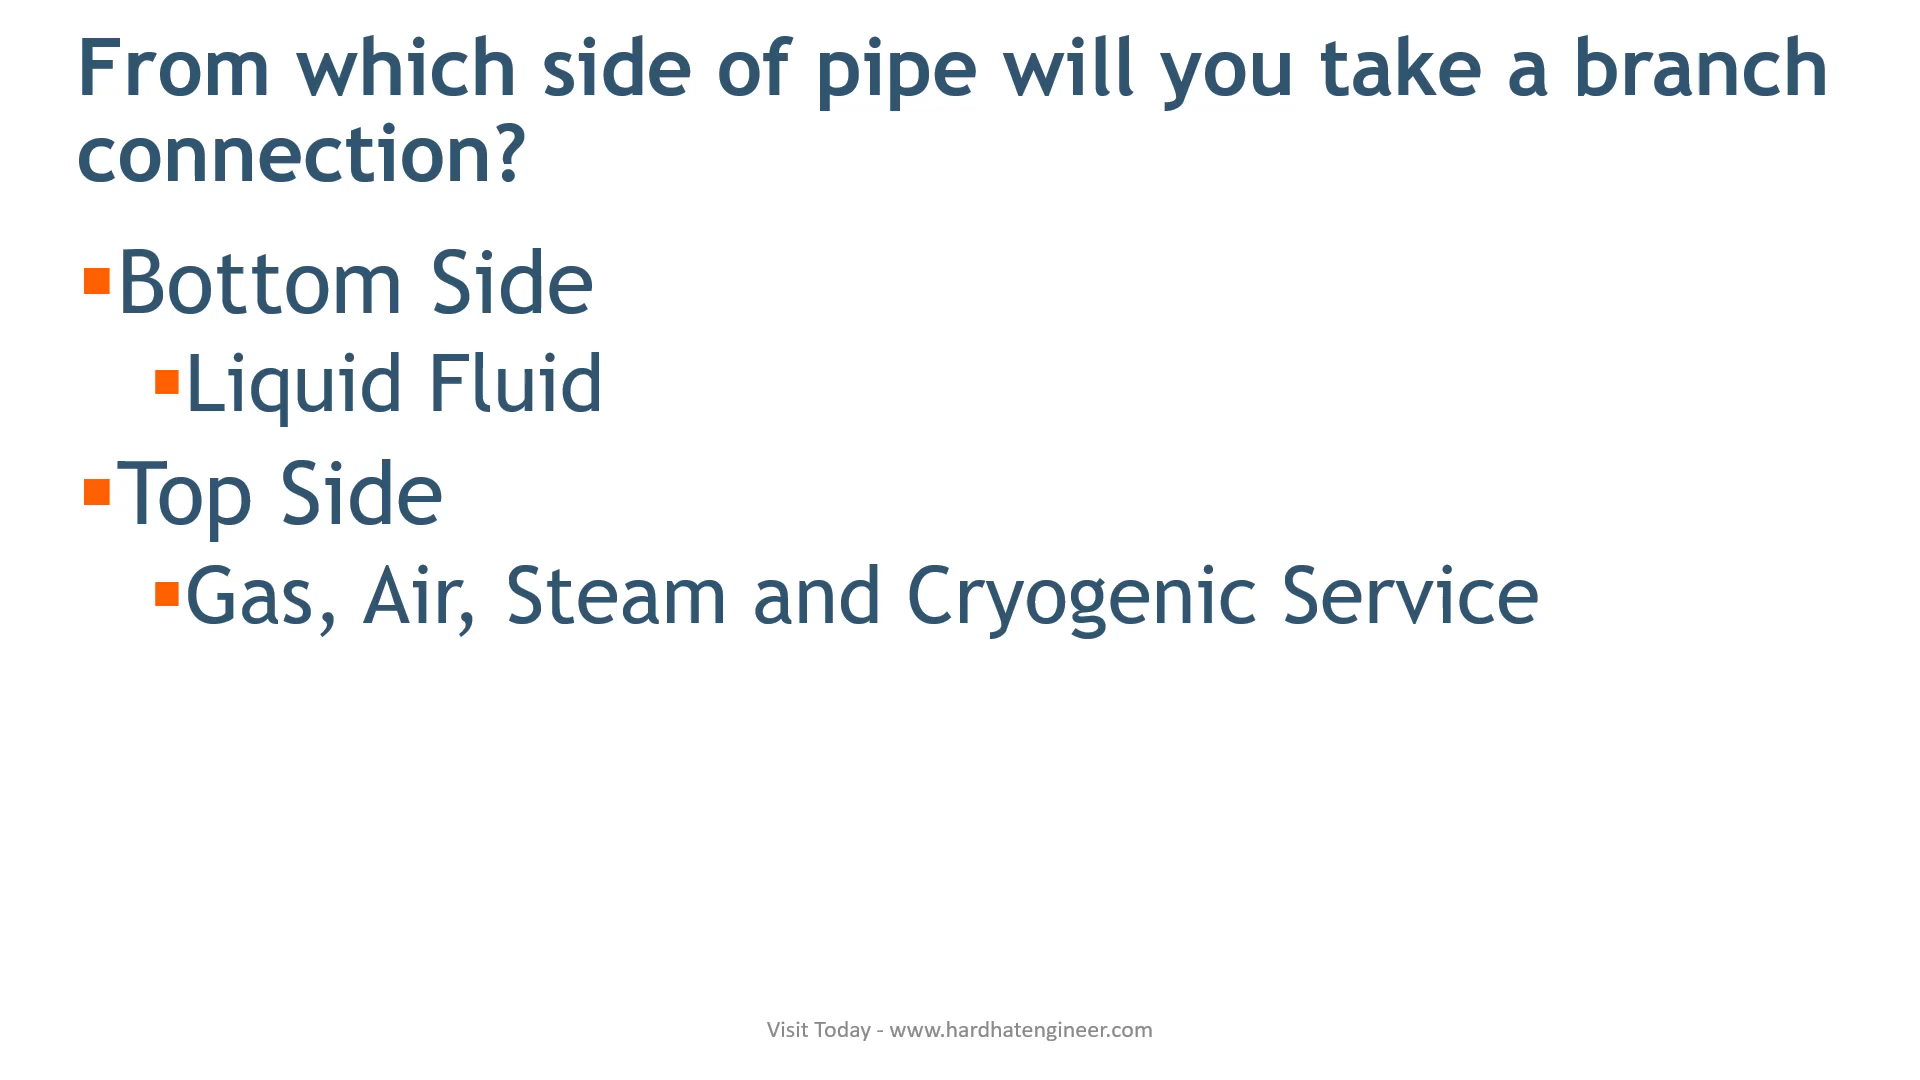 From which side of pipe will you take a branch
connection?
▪Bottom Side
▪Liquid Fluid
▪Top Side
▪Gas, Air, Steam and Cryogenic Service
Visit Today - www.hardhatengineer.com